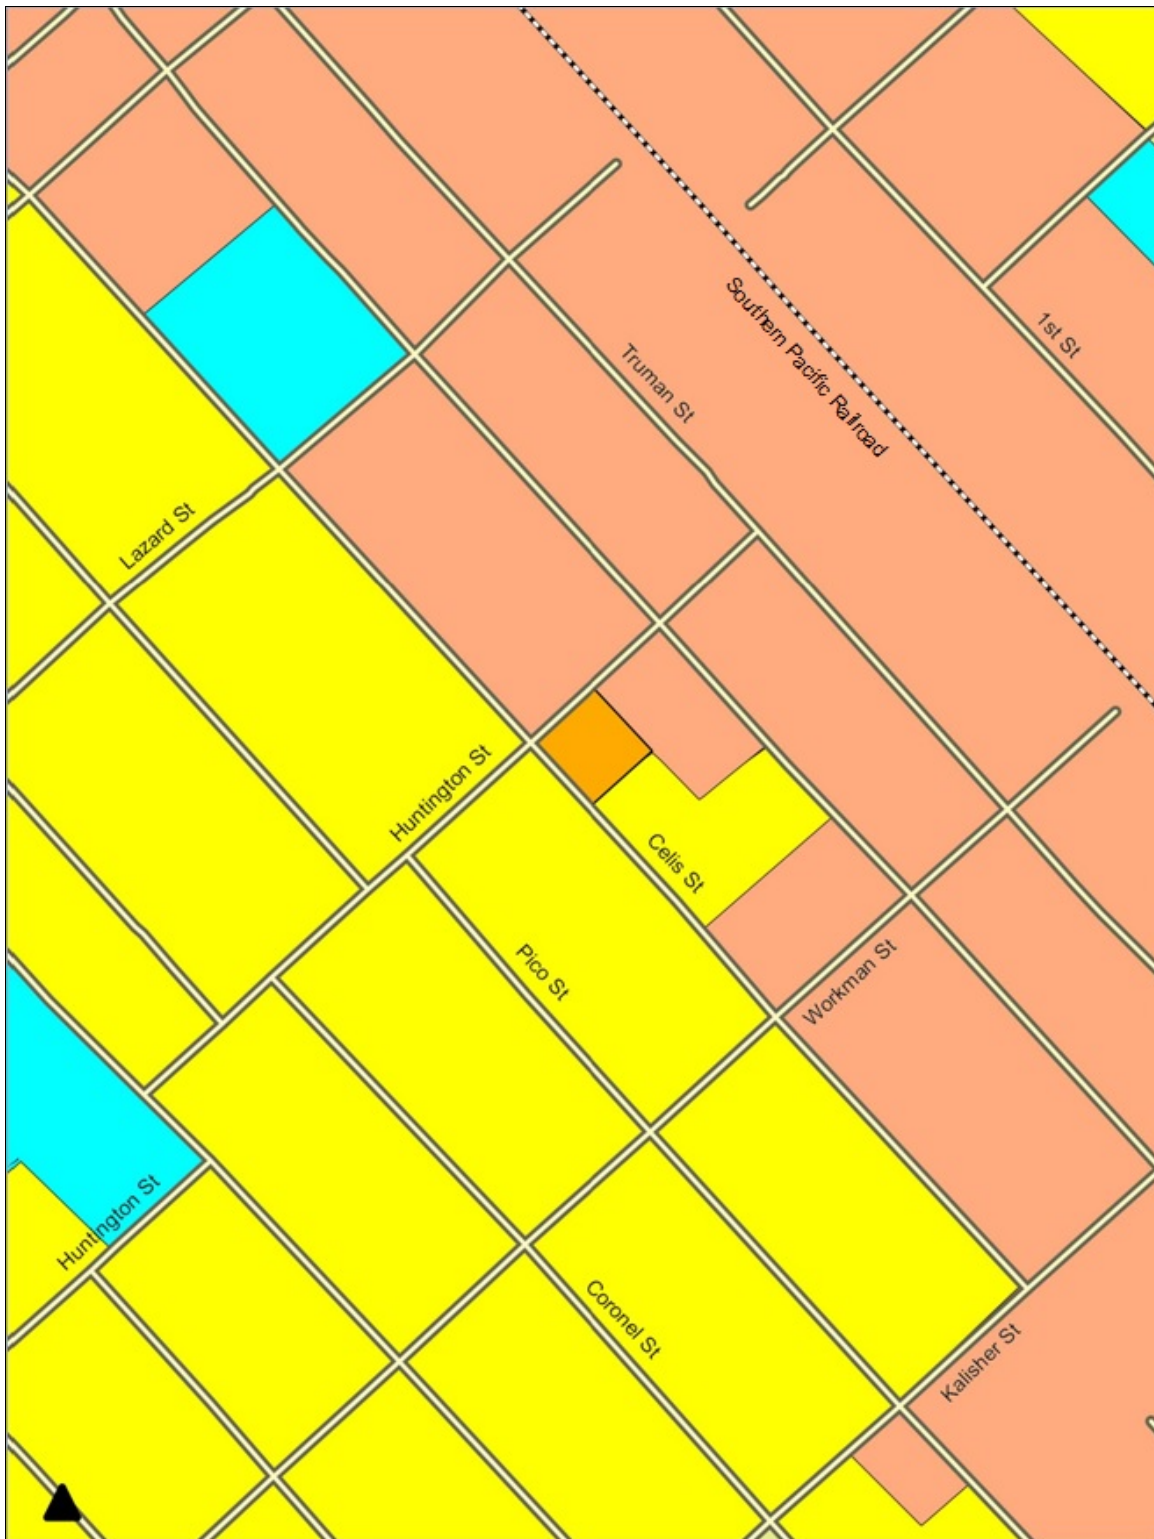 Southern Pacific Railroad
1st St
Truman St
Lazard St
Huntington St
Celis St
Pico St
Workman St
Huntington St
Coronel St
Kalisher St